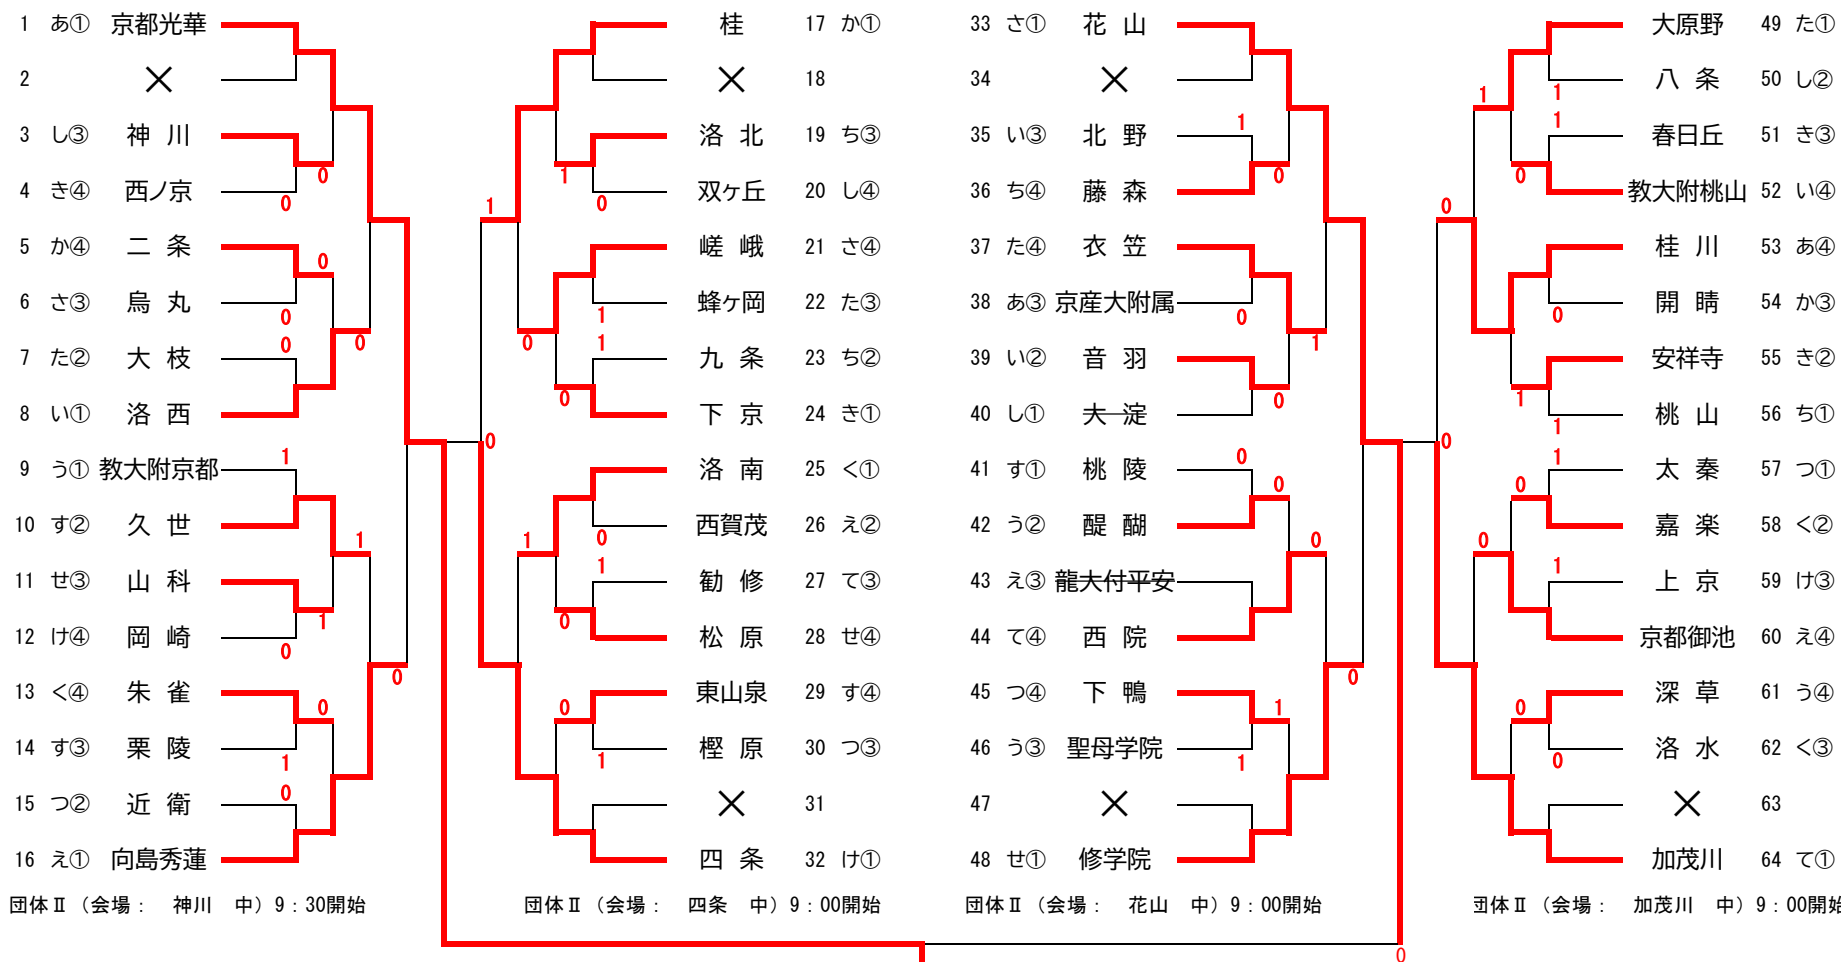 1 あ① 京都光華
2 ×
3 し③ 神川
0
4 き④ 西ノ京
0
5 か④ 二条
0
6 さ③ 烏丸
0
7 た② 大枝
0
0
8 い① 洛西
9 う① 教大附京都
1
10 す② 久世
1
11 せ③ 山科
1
12 け④ 岡崎
0
0
13 く④ 朱雀
0
14 す③ 栗陵
1
15 つ② 近衛
0
16 え① 向島秀蓮
団体Ⅱ（会場： 神川 中）9：30開始
桂 17 か①
× 18
洛北 19 ち③
1
双ヶ丘 20 し④
0
1
嵯峨 21 さ④
蜂ヶ岡 22 た③
1
0
九条 23 ち②
1
0
下京 24 き①
0
洛南 25 く①
西賀茂 26 え②
0
1
勧修 27 て③
1
0
松原 28 せ④
東山泉 29 す④
0
樫原 30 つ③
1
× 31
四条 32 け①
団体Ⅱ（会場： 四条 中）9：00開始
33 さ① 花山
34 ×
35 い③ 北野
1
36 ち④ 藤森
0
37 た④ 衣笠
38 あ③ 京産大附属
0
1
39 い② 音羽
0
40 し① 大淀
41 す① 桃陵
0
0
42 う② 醍醐
0
43 え③ 龍大付平安
44 て④ 西院
0
45 つ④ 下鴨
1
46 う③ 聖母学院
1
47 ×
48 せ① 修学院
団体Ⅱ（会場： 花山 中）9：00開始
大原野 49 た①
八条 50 し②
1
1
春日丘 51 き③
1
0
教大附桃山 52 い④
0
桂川 53 あ④
開晴 54 か③
0
安祥寺 55 き②
1
桃山 56 ち①
1
0
太秦 57 つ①
1
0
嘉楽 58 く②
0
上京 59 け③
1
京都御池 60 え④
深草 61 う④
0
洛水 62 く③
0
× 63
加茂川 64 て①
団体Ⅱ（会場： 加茂川 中）9：00開始
0